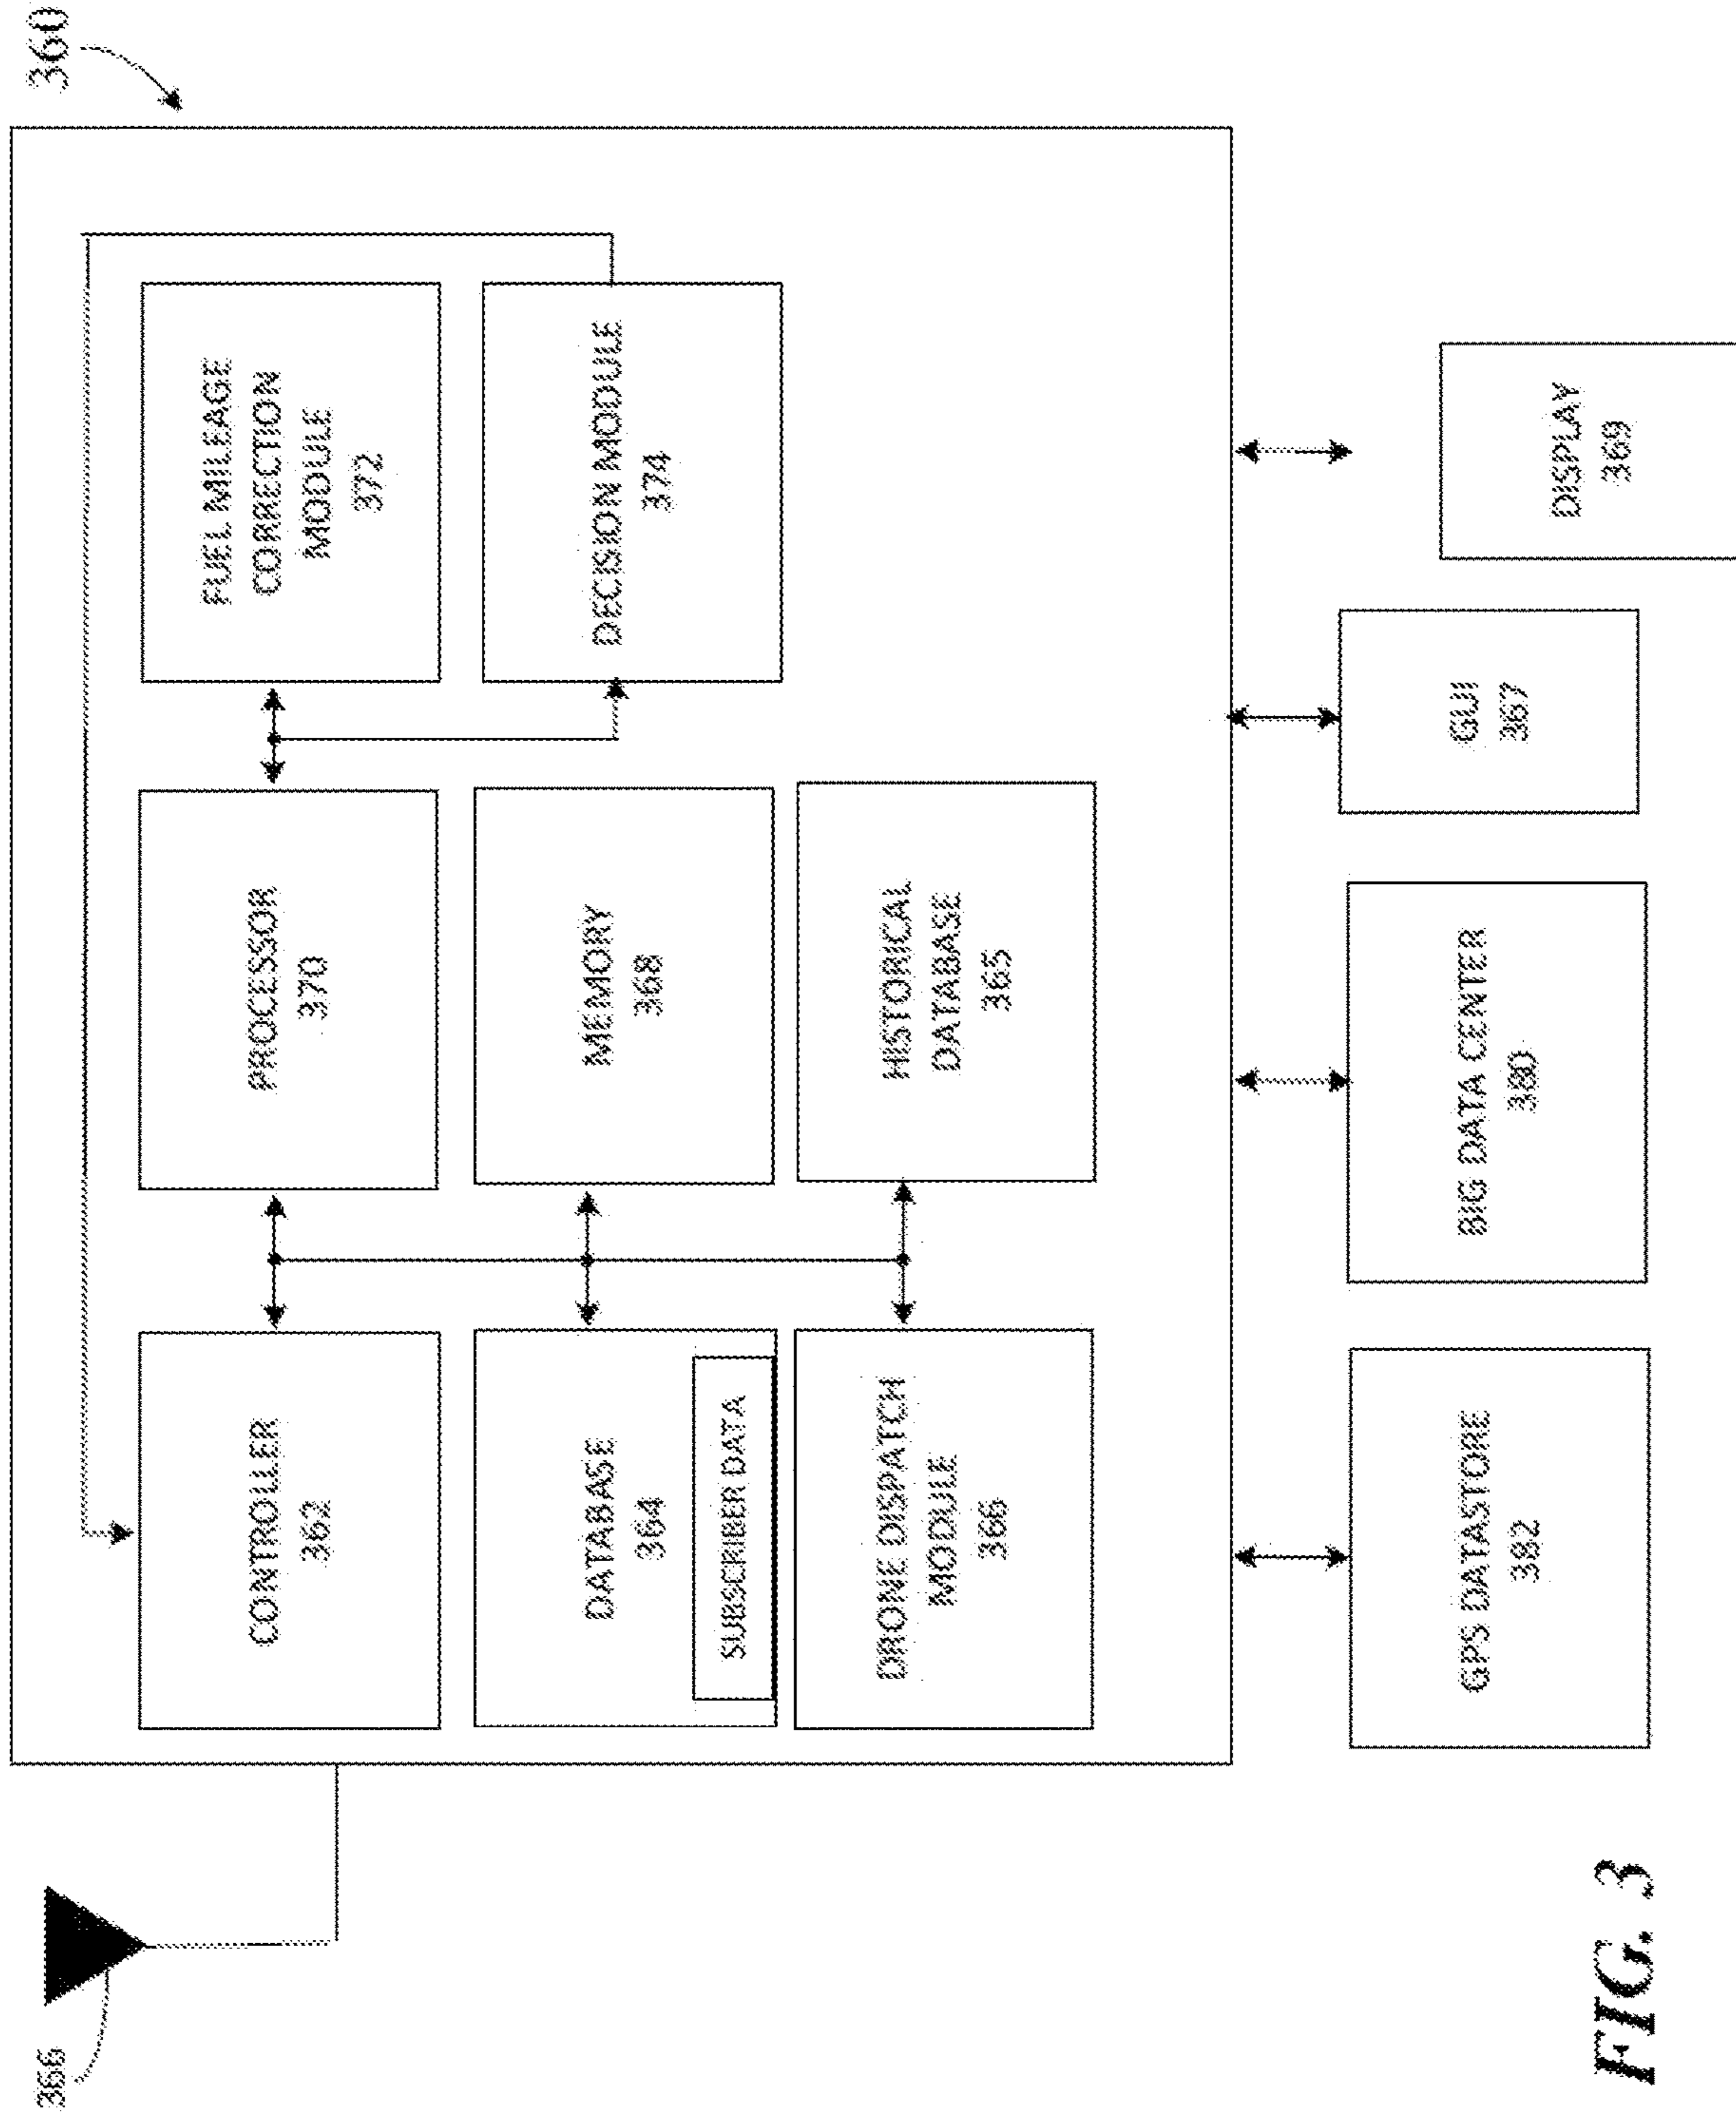 360
366
CONTROLLER
362
PROCESSOR
370
FUEL MILEAGE
CORRECTION
MODULE
372
DATABASE
364
SUBSCRIBER DATA
MEMORY
368
DECISION MODULE
374
DRONE DISPATCH
MODULE
366
HISTORICAL
DATABASE
365
GPS DATASTORE
382
BIG DATA CENTER
380
GUI
367
DISPLAY
369
FIG. 3